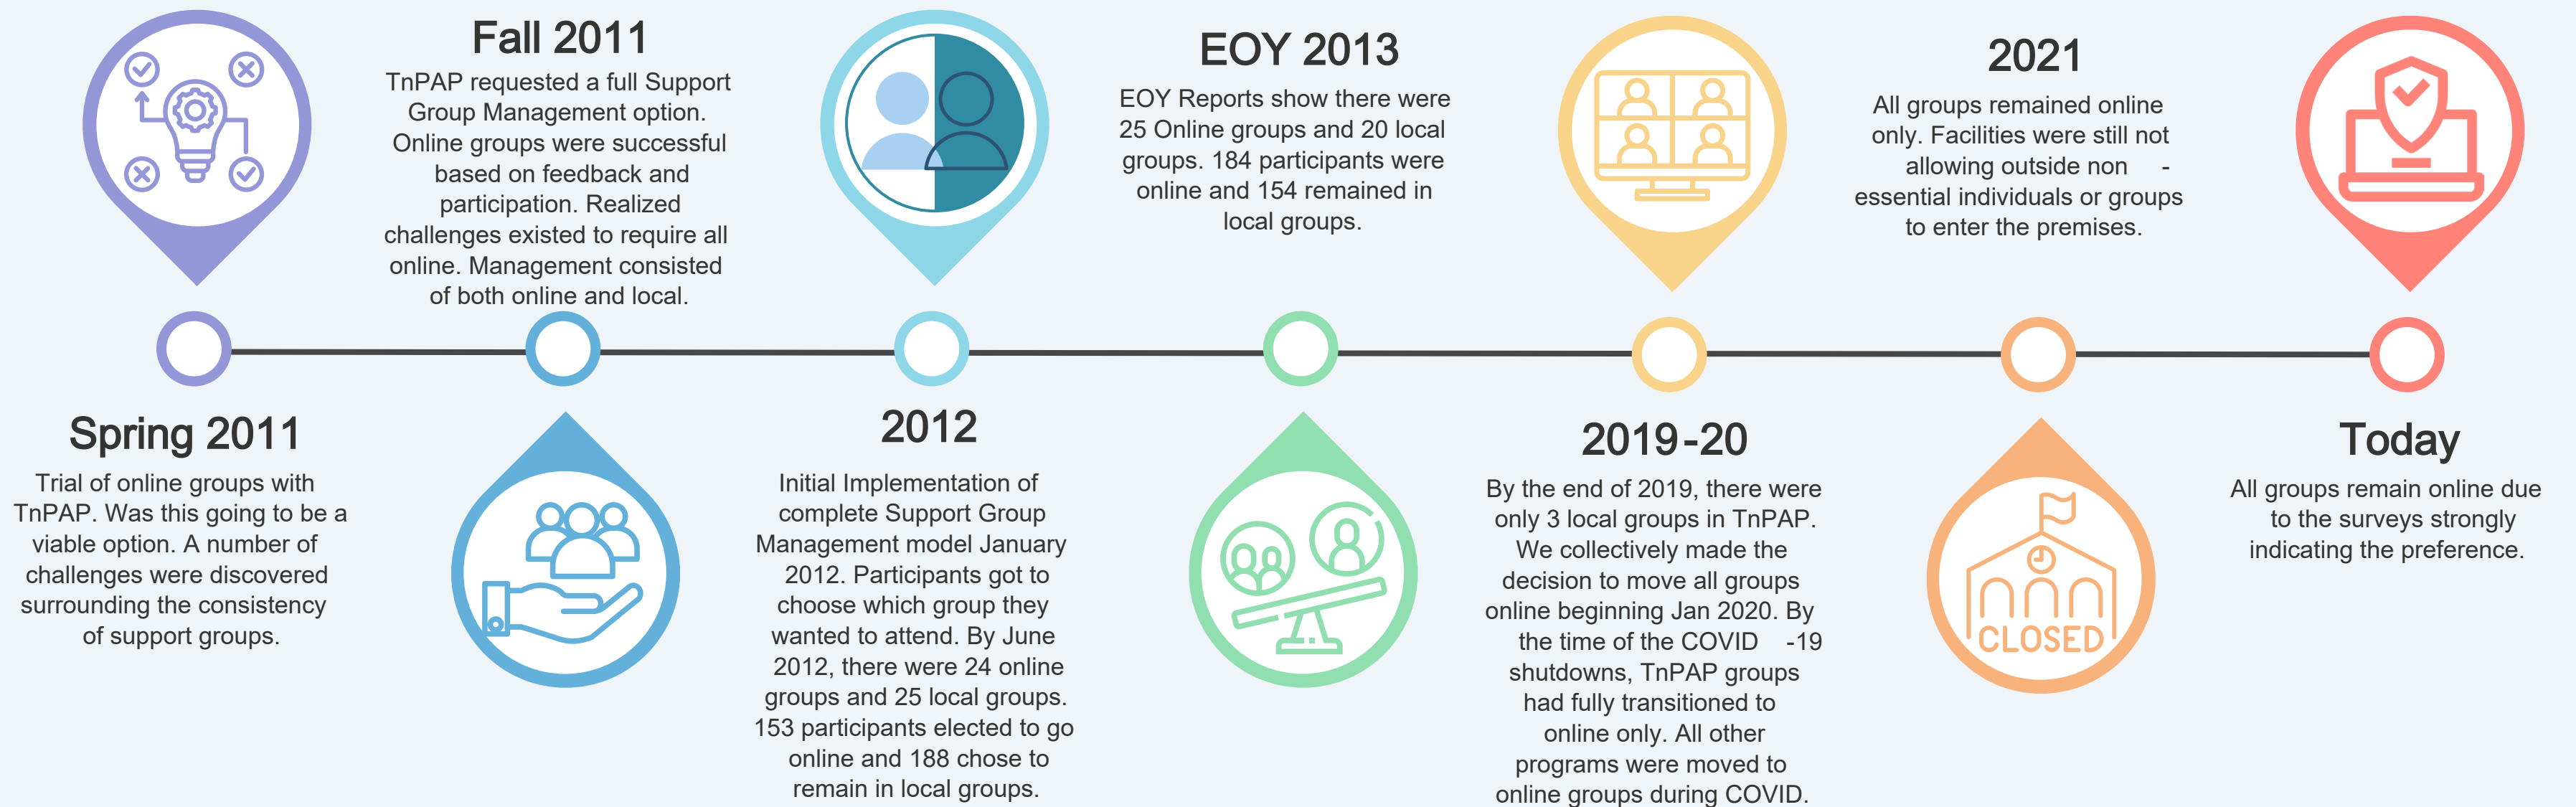 Spring 2011
Trial of online groups with
TnPAP. Was this going to be a
viable option. A number of
challenges were discovered
surrounding the consistency
of support groups.
Fall 2011
TnPAP requested a full Support
Group Management option.
Online groups were successful
based on feedback and
participation. Realized
challenges existed to require all
online. Management consisted
of both online and local.
2012
Initial Implementation of
complete Support Group
Management model January
2012. Participants got to
choose which group they
wanted to attend. By June
2012, there were 24 online
groups and 25 local groups.
153 participants elected to go
online and 188 chose to
remain in local groups.
EOY 2013
EOY Reports show there were
25 Online groups and 20 local
groups. 184 participants were
online and 154 remained in
local groups.
2019-20
By the end of 2019, there were
only 3 local groups in TnPAP.
We collectively made the
decision to move all groups
online beginning Jan 2020. By
the time of the COVID -19
shutdowns, TnPAP groups
had fully transitioned to
online only. All other
programs were moved to
online groups during COVID.
2021
All groups remained online
only. Facilities were still not
allowing outside non -
essential individuals or groups
to enter the premises.
CLOSED
Today
All groups remain online due
to the surveys strongly
indicating the preference.